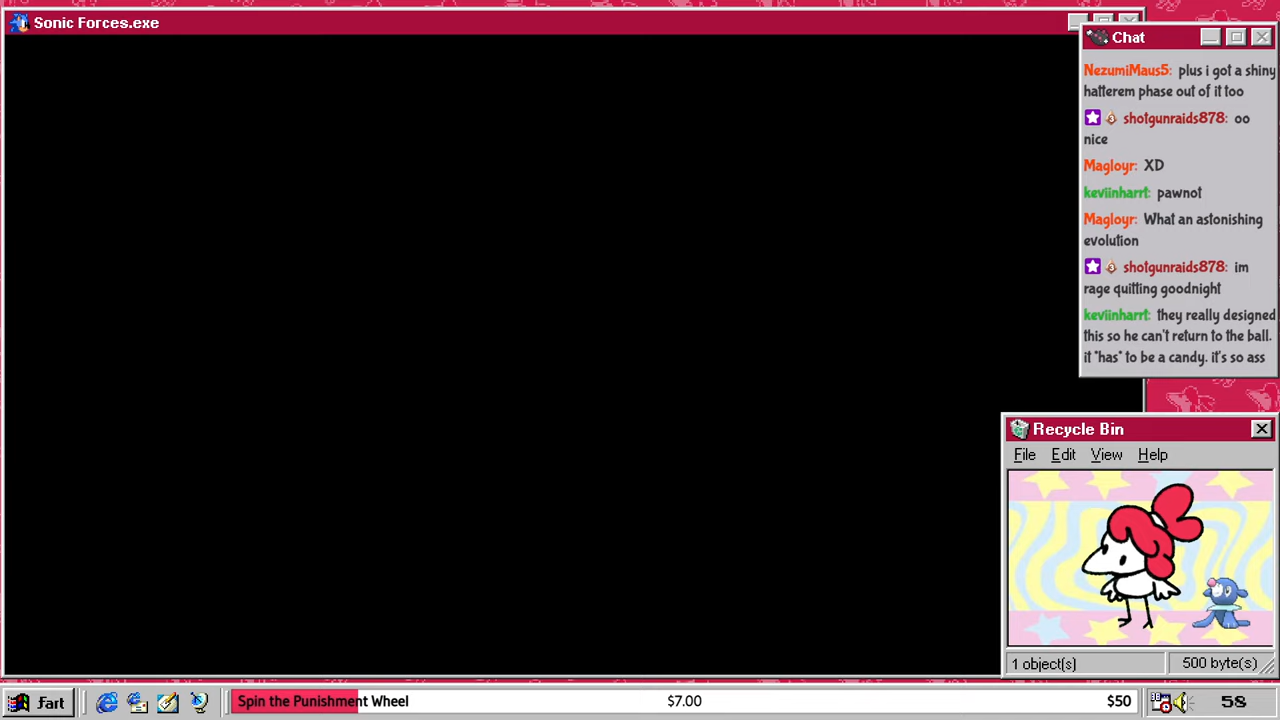 Sonic Forces.exe
Chat
NezumiMaus5: plus i got a shiny
hatterem phase out of it too
shotgunraids878: oo
nice
Magloyr: XD
keviinharrt: pawnot
Magloyr: What an astonishing
evolution
shotgunraids878: im
rage quitting goodnight
keviinharrt: they really designed
this so he can't return to the ball.
it *has* to be a candy. it's so ass
Recycle Bin
File Edit View Help
1 object(s) 500 byte(s)
fart Spin the Punishment Wheel $7.00 $50 58